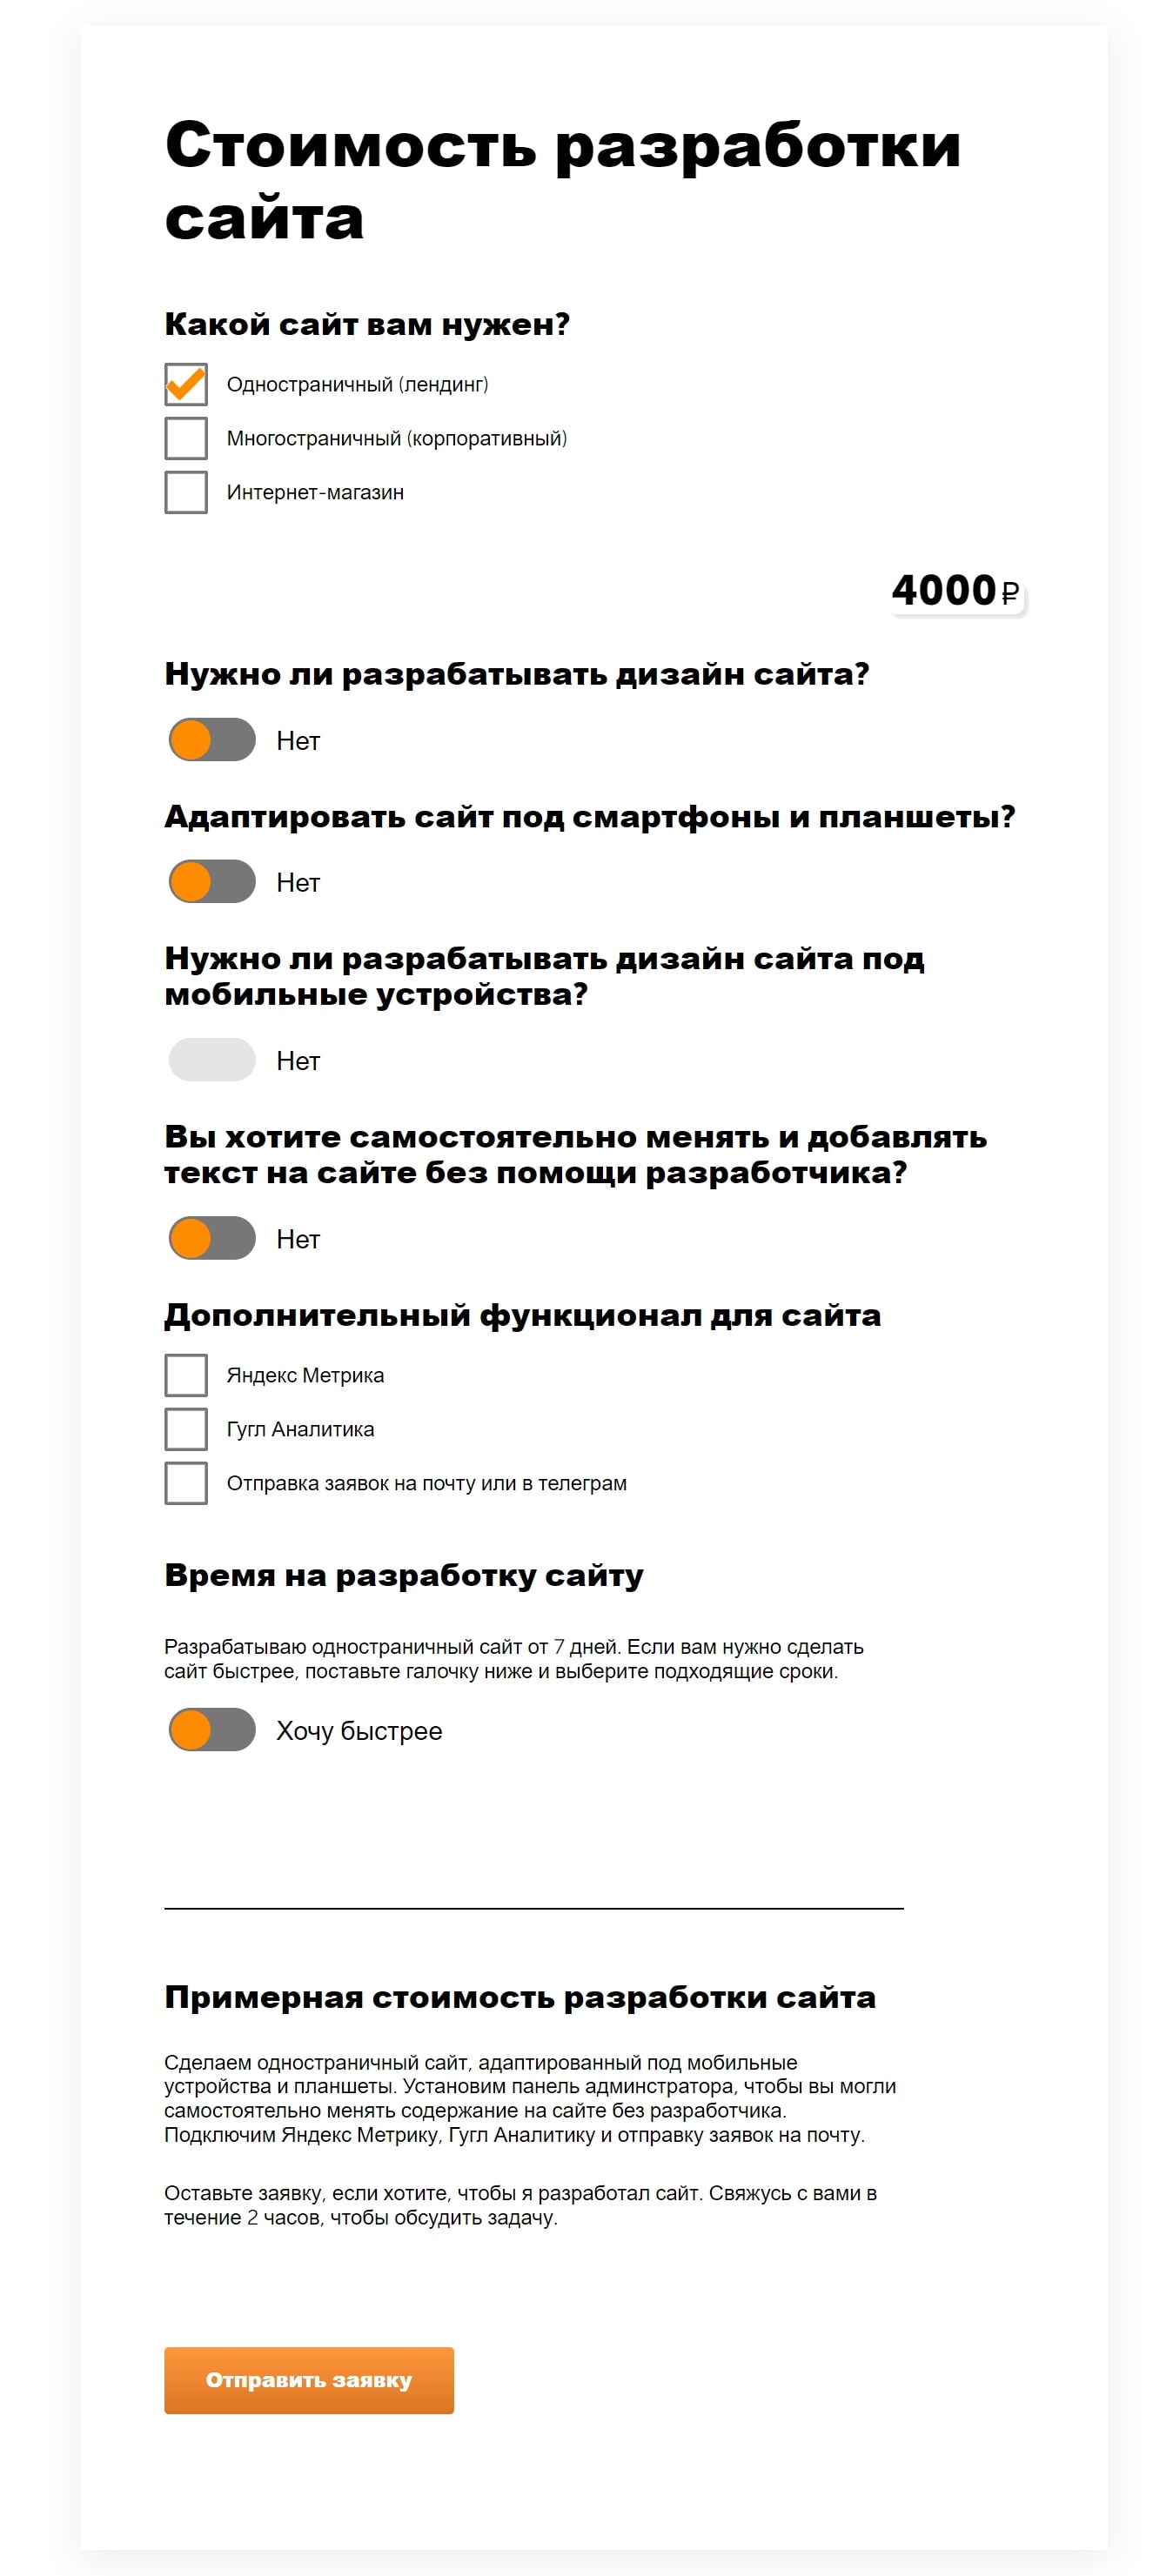 Стоимость разработки
сайта
Какой сайт вам нужен?
Одностраничный (лендинг)
Многостраничный (корпоративный)
Интернет-магазин
4000₽
Нужно ли разрабатывать дизайн сайта?
Нет
Адаптировать сайт под смартфоны и планшеты?
Нет
Нужно ли разрабатывать дизайн сайта под
мобильные устройства?
Нет
Вы хотите самостоятельно менять и добавлять
текст на сайте без помощи разработчика?
Нет
Дополнительный функционал для сайта
Яндекс Метрика
Гугл Аналитика
Отправка заявок на почту или в телеграм
Время на разработку сайту
Разрабатываю одностраничный сайт от 7 дней. Если вам нужно сделать
сайт быстрее, поставьте галочку ниже и выберите подходящие сроки.
Хочу быстрее
Примерная стоимость разработки сайта
Сделаем одностраничный сайт, адаптированный под мобильные
устройства и планшеты. Установим панель админстратора, чтобы вы могли
самостоятельно менять содержание на сайте без разработчика.
Подключим Яндекс Метрику, Гугл Аналитику и отправку заявок на почту.
Оставьте заявку, если хотите, чтобы я разработал сайт. Свяжусь с вами в
течение 2 часов, чтобы обсудить задачу.
Отправить заявку